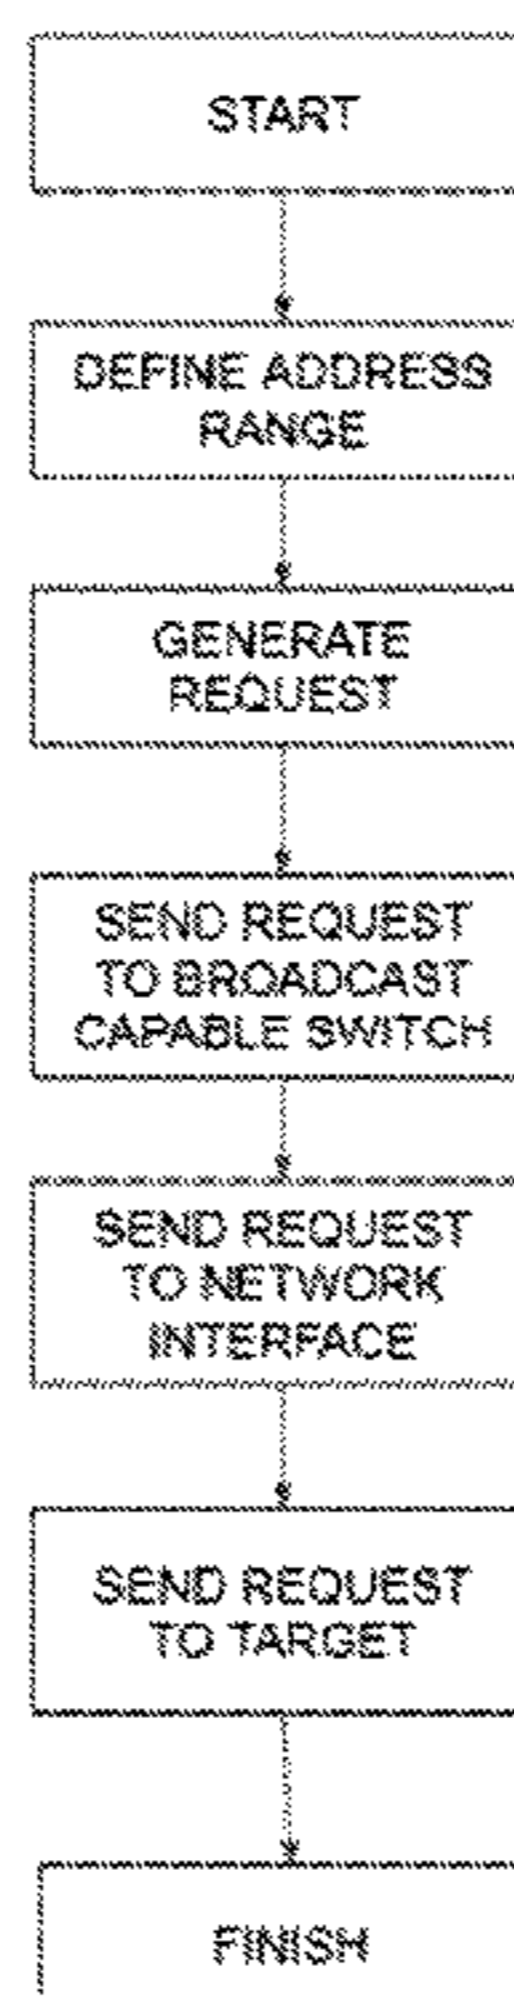 START
DEFINE ADDRESS
RANGE
GENERATE
REQUEST
SEND REQUEST
TO BROADCAST
CAPABLE SWITCH
SEND REQUEST
TO NETWORK
INTERFACE
SEND REQUEST
TO TARGET
FINISH